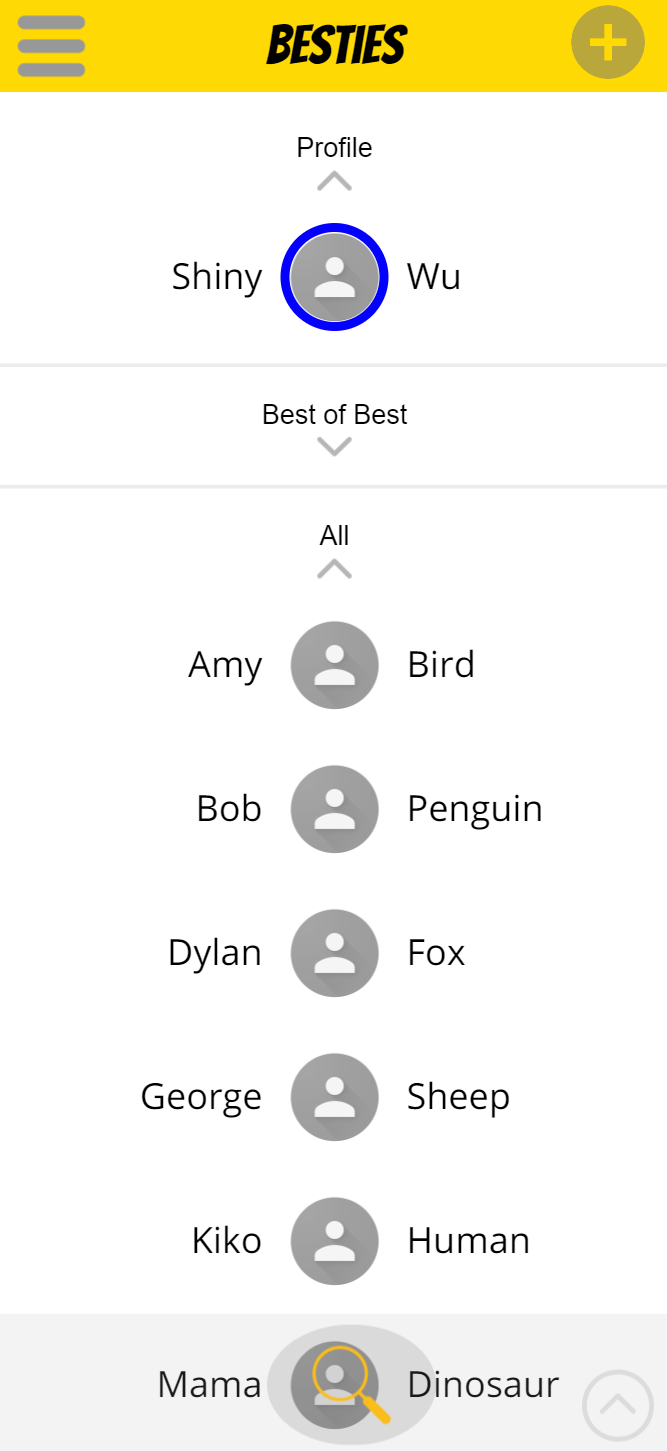 BESTIES
Profile
Shiny Wu
Best of Best
All
Amy Bird
Bob Penguin
Dylan Fox
George Sheep
Kiko Human
Mama Dinosaur